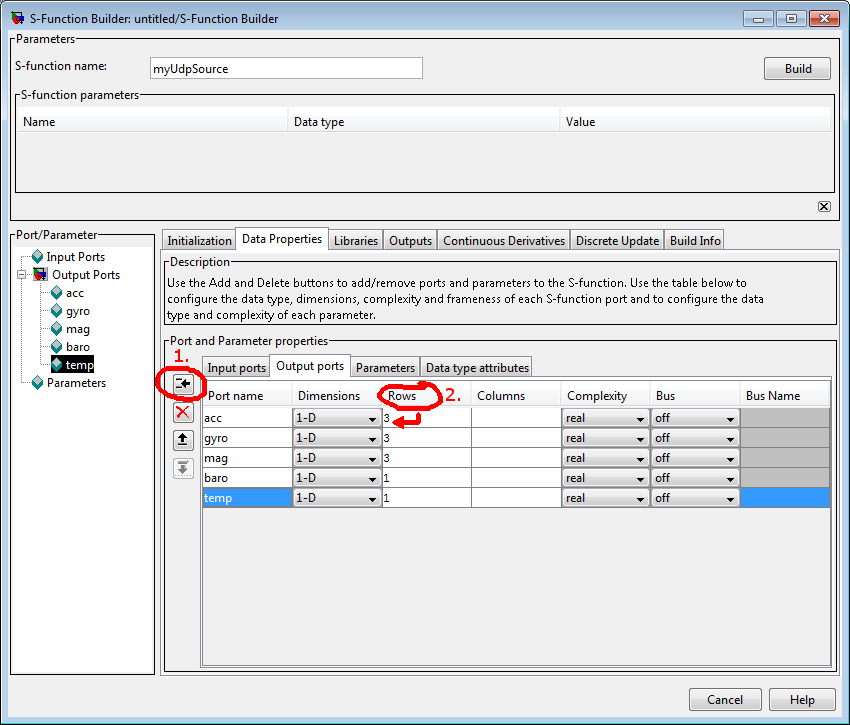 S-Function Builder: untitled/S-Function Builder
Parameters
S-function name:
myUdpSource
Build
S-function parameters
Name Data type Value
Port/Parameter
Input Ports
Output Ports
acc
gyro
mag
baro
temp
Parameters
Initialization Data Properties Libraries Outputs Continuous Derivatives Discrete Update Build Info
Description
Use the Add and Delete buttons to add/remove ports and parameters to the S-function. Use the table below to
configure the data type, dimensions, complexity and frameness of each S-function port and to configure the data
type and complexity of each parameter.
Port and Parameter properties
1.
Input ports Output ports Parameters Data type attributes
Port name Dimensions Rows 2. Columns Complexity Bus Bus Name
acc 1-D 3 real off
gyro 1-D 3 real off
mag 1-D 3 real off
baro 1-D 1 real off
temp 1-D 1 real off
Cancel Help